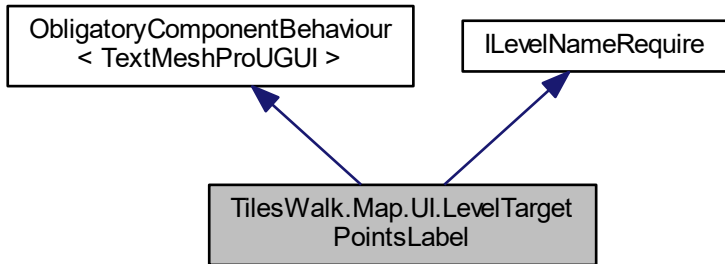 ObligatoryComponentBehaviour
< TextMeshProUGUI >
ILevelNameRequire
TilesWalk.Map.UI.LevelTarget
PointsLabel